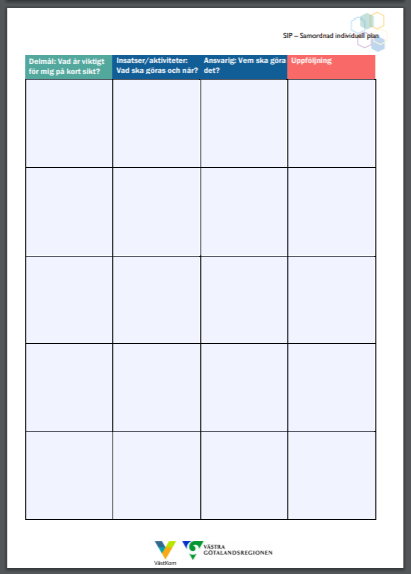 SIP – Samordnad individuell plan
Delmål: Vad är viktigt
för mig på kort sikt?
Insatser/aktiviteter:
Vad ska göras och när?
Ansvarig: Vem ska göra
det?
Uppföljning
VästKom
VÄSTRA
GÖTALANDSREGIONEN